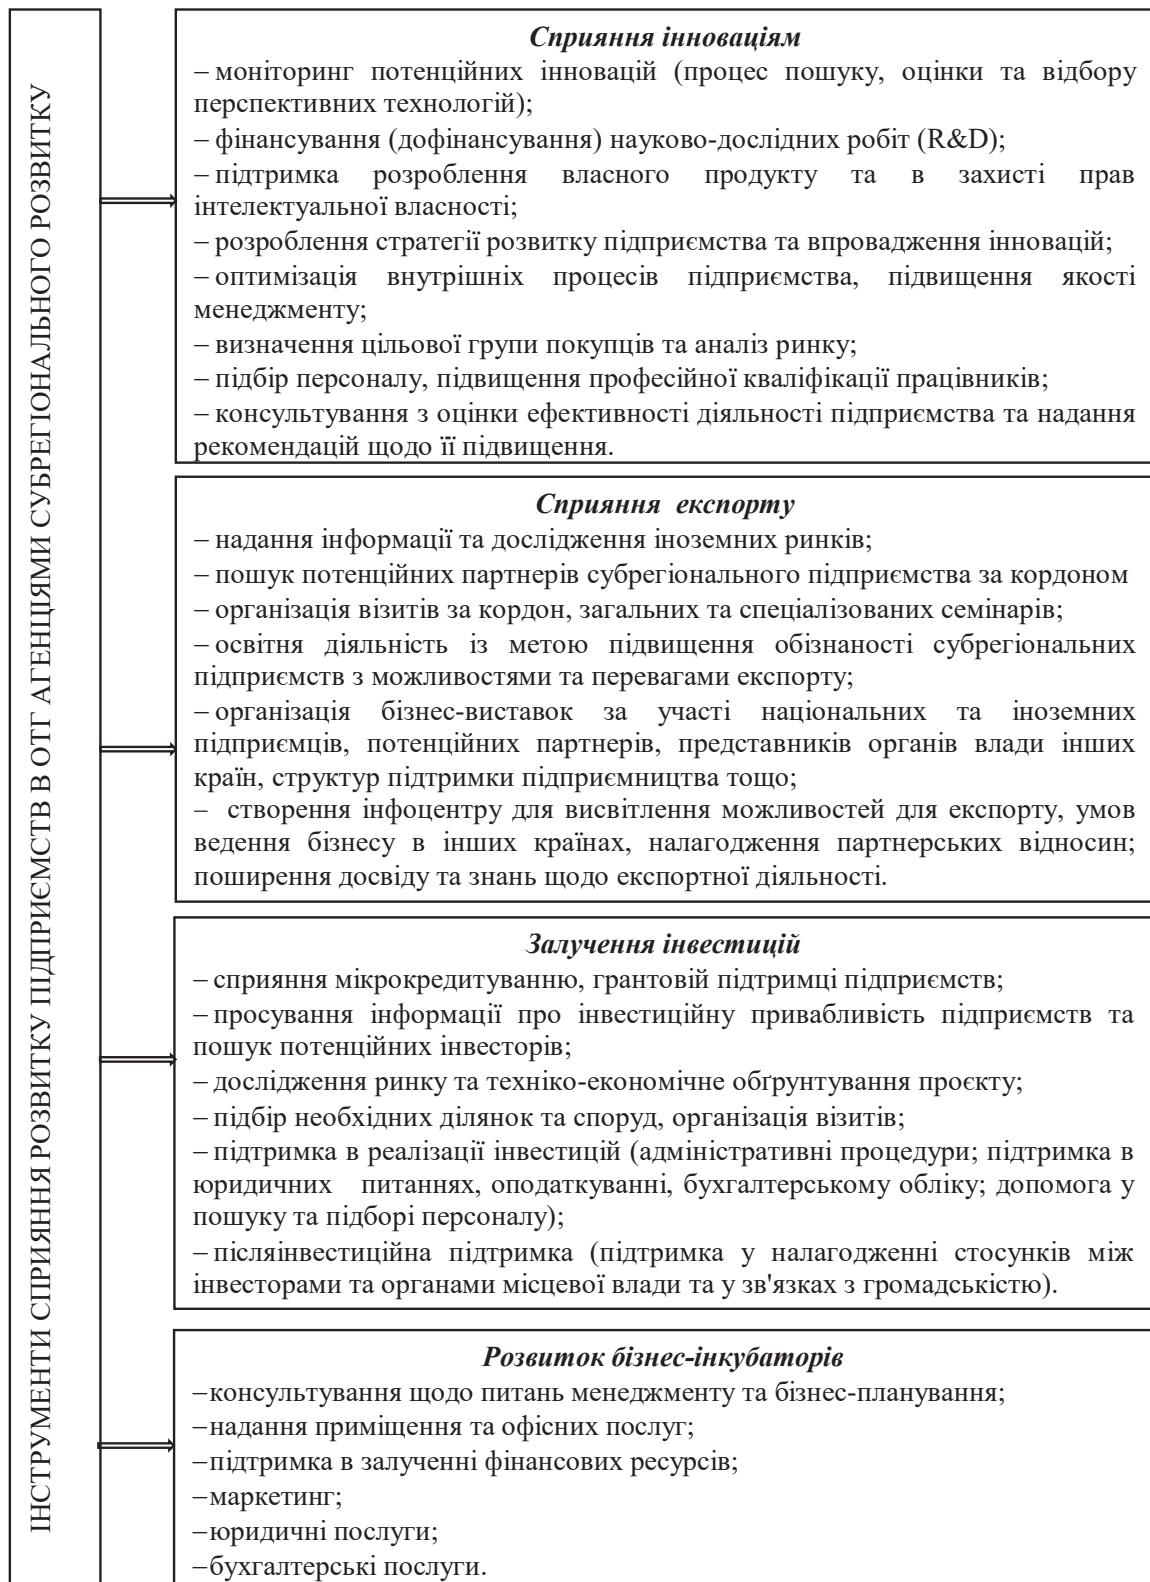 ІНСТРУМЕНТИ СПРИЯННЯ РОЗВИТКУ ПІДПРИЄМСТВ В ОТГ АГЕНЦІЯМИ СУБРЕГІОНАЛЬНОГО РОЗВИТКУ
Сприяння інноваціям
– моніторинг потенційних інновацій (процес пошуку, оцінки та відбору
перспективних технологій);
– фінансування (дофінансування) науково-дослідних робіт (R&D);
– підтримка розроблення власного продукту та в захисті прав
інтелектуальної власності;
– розроблення стратегії розвитку підприємства та впровадження інновацій;
– оптимізація внутрішніх процесів підприємства, підвищення якості
менеджменту;
– визначення цільової групи покупців та аналіз ринку;
– підбір персоналу, підвищення професійної кваліфікації працівників;
– консультування з оцінки ефективності діяльності підприємства та надання
рекомендацій щодо її підвищення.
Сприяння експорту
– надання інформації та дослідження іноземних ринків;
– пошук потенційних партнерів субрегіонального підприємства за кордоном
– організація візитів за кордон, загальних та спеціалізованих семінарів;
– освітня діяльність із метою підвищення обізнаності субрегіональних
підприємств з можливостями та перевагами експорту;
– організація бізнес-виставок за участі національних та іноземних
підприємців, потенційних партнерів, представників органів влади інших
країн, структур підтримки підприємництва тощо;
– створення інфоцентру для висвітлення можливостей для експорту, умов
ведення бізнесу в інших країнах, налагодження партнерських відносин;
поширення досвіду та знань щодо експортної діяльності.
Залучення інвестицій
– сприяння мікрокредитуванню, грантовій підтримці підприємств;
– просування інформації про інвестиційну привабливість підприємств та
пошук потенційних інвесторів;
– дослідження ринку та техніко-економічне обґрунтування проєкту;
– підбір необхідних ділянок та споруд, організація візитів;
– підтримка в реалізації інвестицій (адміністративні процедури; підтримка в
юридичних питаннях, оподаткуванні, бухгалтерському обліку; допомога у
пошуку та підборі персоналу);
– післяінвестиційна підтримка (підтримка у налагодженні стосунків між
інвесторами та органами місцевої влади та у зв'язках з громадськістю).
Розвиток бізнес-інкубаторів
–консультування щодо питань менеджменту та бізнес-планування;
–надання приміщення та офісних послуг;
–підтримка в залученні фінансових ресурсів;
–маркетинг;
–юридичні послуги;
–бухгалтерські послуги.